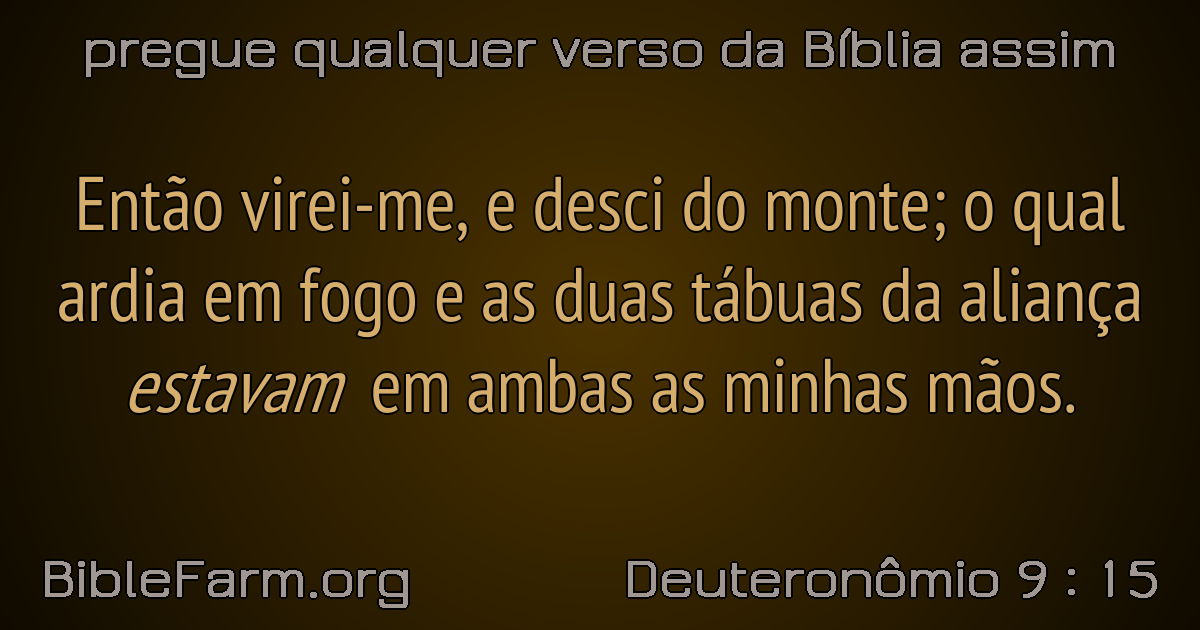 pregue qualquer verso da Bíblia assim
Então virei-me, e desci do monte; o qual
ardia em fogo e as duas tábuas da aliança
estavam em ambas as minhas mãos.
BibleFarm.org
Deuteronômio 9 : 15